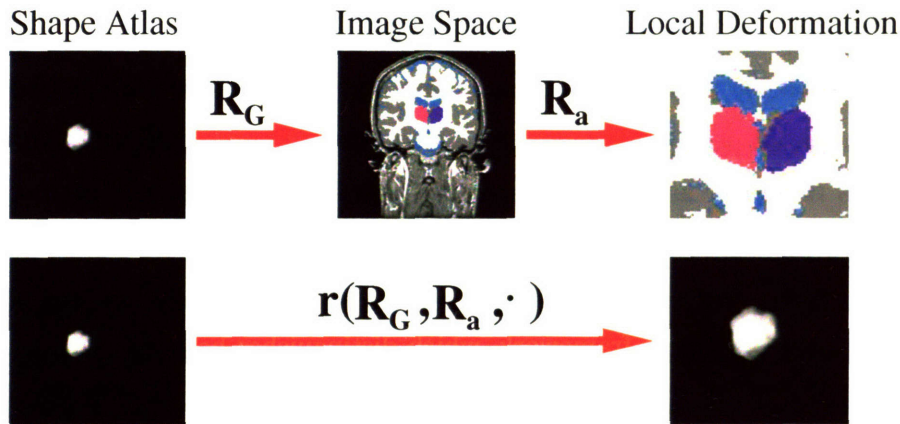 Shape Atlas
Image Space
Local Deformation
R_G
R_a
r(R_G,R_a,·)